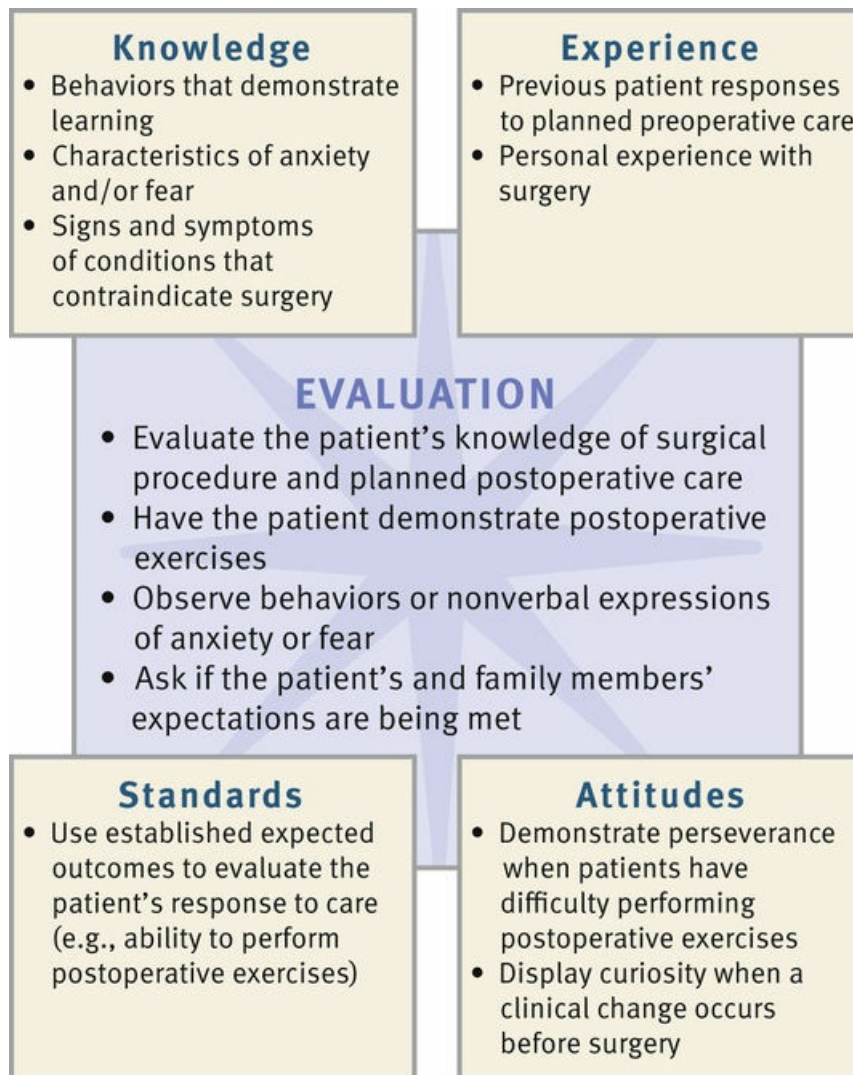 Knowledge
• Behaviors that demonstrate
learning
• Characteristics of anxiety
and/or fear
• Signs and symptoms
of conditions that
contraindicate surgery
Experience
• Previous patient responses
to planned preoperative care
• Personal experience with
surgery
EVALUATION
• Evaluate the patient’s knowledge of surgical
procedure and planned postoperative care
• Have the patient demonstrate postoperative
exercises
• Observe behaviors or nonverbal expressions
of anxiety or fear
• Ask if the patient’s and family members’
expectations are being met
Standards
• Use established expected
outcomes to evaluate the
patient’s response to care
(e.g., ability to perform
postoperative exercises)
Attitudes
• Demonstrate perseverance
when patients have
difficulty performing
postoperative exercises
• Display curiosity when a
clinical change occurs
before surgery